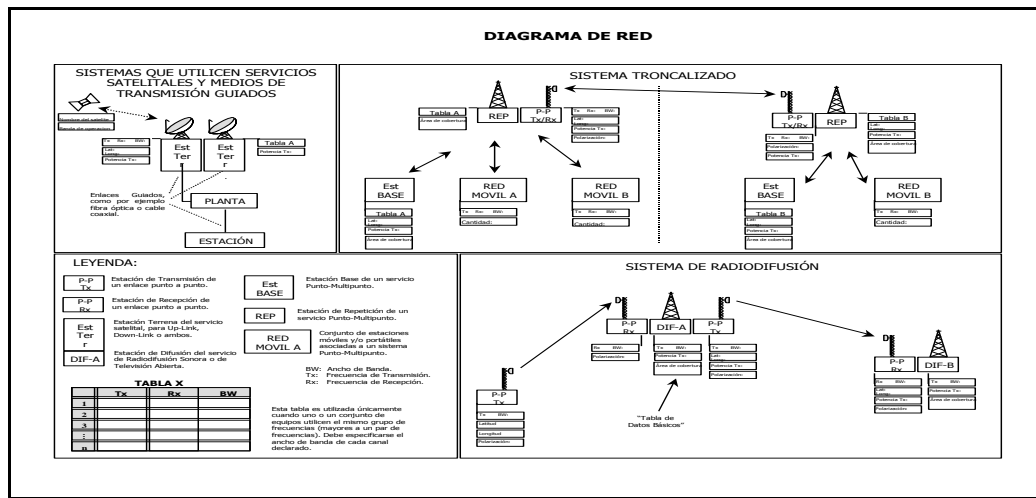 DIAGRAMA DE RED
SISTEMAS QUE UTILICEN SERVICIOS
SATELITALES Y MEDIOS DE
TRANSMISIÓN GUIADOS
Nombre del satelite
Banda de operacion
Tx Rx: BW:
Lat:
Long:
Potencia Tx:
Est
Ter
r
Est
Ter
r
Tabla A
Potencia Tx:
Enlaces Guiados,
como por ejemplo
fibra óptica o cable
coaxial.
PLANTA
ESTACIÓN
SISTEMA TRONCALIZADO
Tabla A
Área de cobertura
REP
P-P
Tx/Rx
Tx Rx: BW:
Lat:
Long:
Potencia Tx:
Polarización:
Est
BASE
Tabla A
Lat:
Long:
Potencia Tx:
Área de cobertura
RED
MOVIL A
Tx Rx: BW:
Cantidad:
RED
MOVIL B
Tx Rx: BW:
Cantidad:
P-P
Tx/Rx
REP
Tabla B
Lat:
Long:
Potencia Tx:
Área de cobertura
Tx Rx: BW:
Potencia Tx:
Polarización:
Est
BASE
Tabla B
Lat:
Long:
Potencia Tx:
Área de cobertura
RED
MOVIL B
Tx Rx: BW:
Cantidad:
LEYENDA:
P-P
Tx
Estación de Transmisión de
un enlace punto a punto.
P-P
Rx
Estación de Recepción de
un enlace punto a punto.
Est
Ter
r
Estación Terrena del servicio
satelital, para Up-Link,
Down-Link o ambos.
DIF-A
Estación de Difusión del servicio
de Radiodifusión Sonora o de
Televisión Abierta.
Est
BASE
Estación Base de un servicio
Punto-Multipunto.
REP
Estación de Repetición de un
servicio Punto-Multipunto.
RED
MOVIL A
Conjunto de estaciones
móviles y/o portátiles
asociadas a un sistema
Punto-Multipunto.
BW: Ancho de Banda.
Tx: Frecuencia de Transmisión.
Rx: Frecuencia de Recepción.
TABLA X
Tx Rx BW
1
2
3
:
n
Esta tabla es utilizada únicamente
cuando uno o un conjunto de
equipos utilicen el mismo grupo de
frecuencias (mayores a un par de
frecuencias). Debe especificarse el
ancho de banda de cada canal
declarado.
SISTEMA DE RADIODIFUSIÓN
P-P
Tx
Tx BW:
Latitud
Longitud
Polarización:
P-P
Rx
DIF-A
P-P
Tx
Rx BW:
Polarización:
Tx BW:
Potencia Tx:
Área de cobertura
Tx BW:
Lat:
Long:
Potencia Tx:
Polarización:
"Tabla de
Datos Básicos"
P-P
Rx
DIF-B
Rx BW:
Lat:
Long:
Potencia Tx:
Polarización:
Tx BW:
Potencia Tx:
Área de cobertura